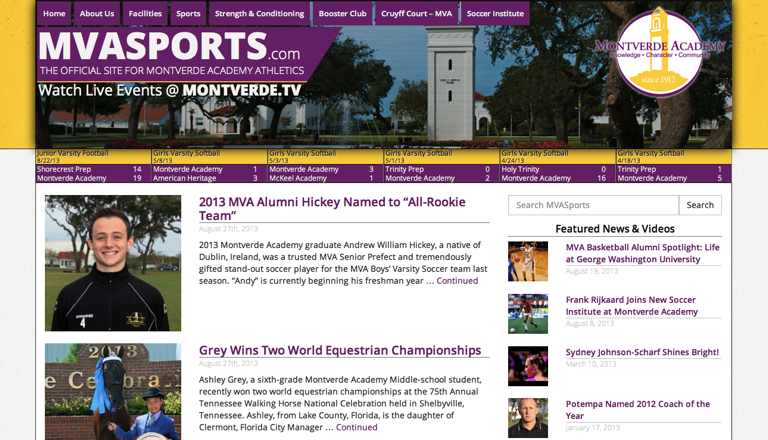 Home
About Us
Facilities
Sports
Strength & Conditioning
Booster Club
Cruyff Court – MVA
Soccer Institute
MVASPORTS.com
THE OFFICIAL SITE FOR MONTVERDE ACADEMY ATHLETICS
Watch Live Events @ MONTVERDE.TV
MONTVERDE ACADEMY
Knowledge • Character • Community
since 1912
Junior Varsity Football
8/22/13
Shorecrest Prep 14
Montverde Academy 19
Girls Varsity Softball
5/8/13
Montverde Academy 1
American Heritage 3
Girls Varsity Softball
5/3/13
Montverde Academy 3
McKeel Academy 1
Girls Varsity Softball
5/1/13
Trinity Prep 0
Montverde Academy 2
Girls Varsity Softball
4/24/13
Holy Trinity 0
Montverde Academy 16
Girls Varsity Softball
4/18/13
Trinity Prep 1
Montverde Academy 5
2013 MVA Alumni Hickey Named to “All-Rookie
Team”
August 27th, 2013
2013 Montverde Academy graduate Andrew William Hickey, a native of
Dublin, Ireland, was a trusted MVA Senior Prefect and tremendously
gifted stand-out soccer player for the MVA Boys’ Varsity Soccer team last
season. “Andy” is currently beginning his freshman year … Continued
4
Grey Wins Two World Equestrian Championships
August 27th, 2013
Ashley Grey, a sixth-grade Montverde Academy Middle-school student,
recently won two world equestrian championships at the 75th Annual
Tennessee Walking Horse National Celebration held in Shelbyville,
Tennessee. Ashley, from Lake County, Florida, is the daughter of
Clermont, Florida City Manager … Continued
2013
Celebra
Search MVASports
Search
Featured News & Videos
MVA Basketball Alumni Spotlight: Life
at George Washington University
August 19, 2013
Frank Rijkaard Joins New Soccer
Institute at Montverde Academy
August 8, 2013
Sydney Johnson-Scharf Shines Bright!
March 10, 2013
Potempa Named 2012 Coach of the
Year
January 17, 2013